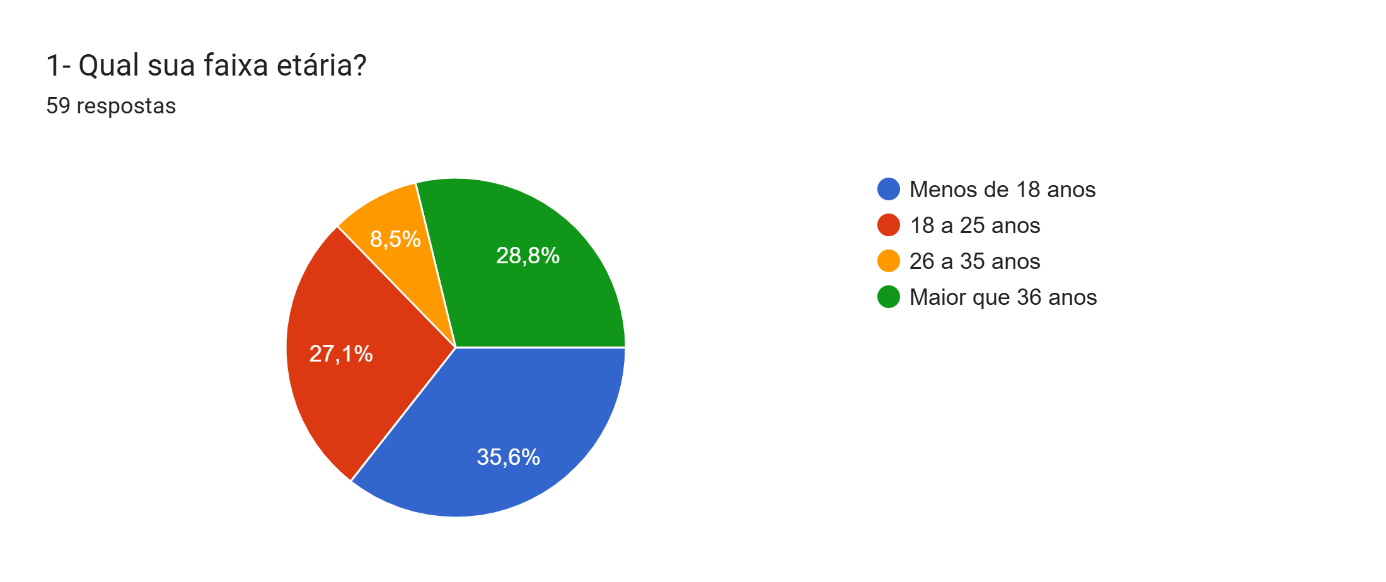 1- Qual sua faixa etária?
59 respostas
Menos de 18 anos
18 a 25 anos
26 a 35 anos
Maior que 36 anos
8,5%
28,8%
27,1%
35,6%